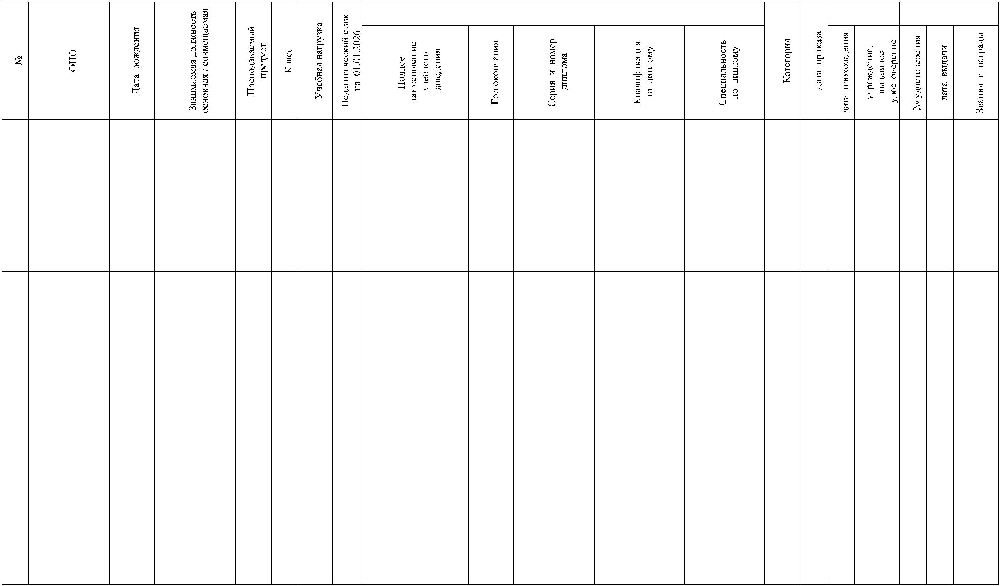 №
ФИО
Дата рождения
Занимаемая должность
основная / совмещаемая
Преподаваемый
предмет
Класс
Учебная нагрузка
Педагогический стаж
на 01.01.2026
Полное
наименование
учебного
заведения
Год окончания
Серия и номер
диплома
Квалификация
по диплому
Специальность
по диплому
Категория
Дата приказа
дата прохождения
учреждение,
выдавшее
удостоверение
№ удостоверения
дата выдачи
Звания и награды